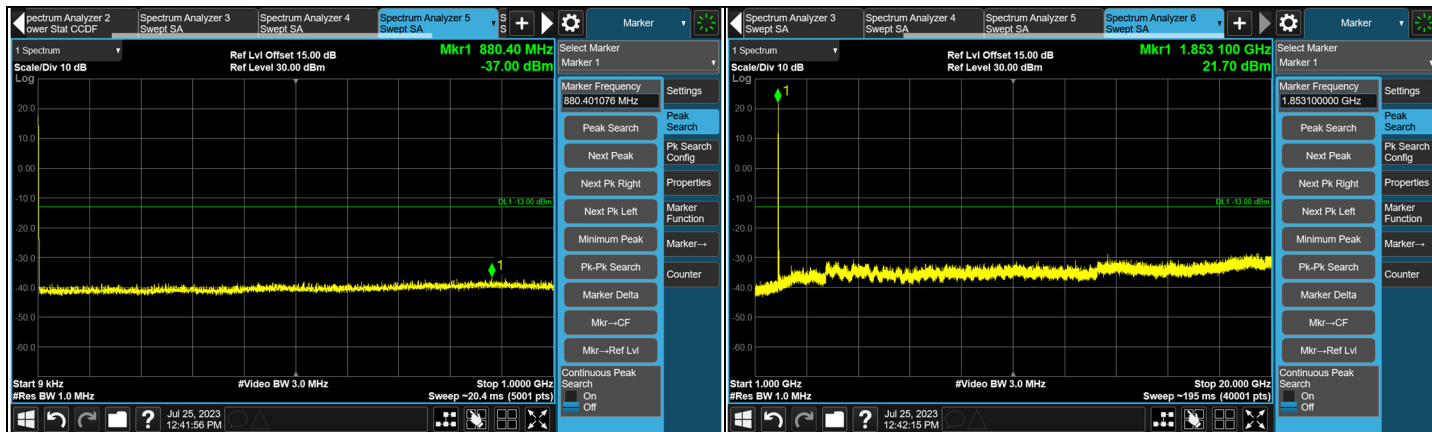 pectrum Analyzer 2
ower Stat CCDF
Spectrum Analyzer 3
Swept SA
Spectrum Analyzer 4
Swept SA
Spectrum Analyzer 5
Swept SA
S
S
Marker
1 Spectrum
Scale/Div 10 dB
Log
Ref Lvl Offset 15.00 dB
Ref Level 30.00 dBm
Mkr1 880.40 MHz
-37.00 dBm
1
20.0
10.0
0.00
-10.0
DL1 -13.00 dBm
-20.0
-30.0
1
-40.0
-50.0
-60.0
Start 9 kHz
#Video BW 3.0 MHz
Stop 1.0000 GHz
#Res BW 1.0 MHz
Sweep ~20.4 ms (5001 pts)
Select Marker
Marker 1
Marker Frequency
880.401076 MHz
Peak Search
Next Peak
Next Pk Right
Next Pk Left
Minimum Peak
Pk-Pk Search
Marker Delta
Mkr→CF
Mkr→Ref Lvl
Continuous Peak
Search
On
Off
Settings
Peak
Search
Pk Search
Config
Properties
Marker
Function
Marker→
Counter
?
Jul 25, 2023
12:41:56 PM
Spectrum Analyzer 3
Swept SA
Spectrum Analyzer 4
Swept SA
Spectrum Analyzer 5
Swept SA
Spectrum Analyzer 6
Swept SA
Marker
1 Spectrum
Scale/Div 10 dB
Log
Ref Lvl Offset 15.00 dB
Ref Level 30.00 dBm
Mkr1 1.853 100 GHz
21.70 dBm
1
20.0
10.0
0.00
-10.0
DL1 -13.00 dBm
-20.0
-30.0
-40.0
-50.0
-60.0
Start 1.000 GHz
#Video BW 3.0 MHz
Stop 20.000 GHz
#Res BW 1.0 MHz
Sweep ~195 ms (40001 pts)
Select Marker
Marker 1
Marker Frequency
1.853100000 GHz
Peak Search
Next Peak
Next Pk Right
Next Pk Left
Minimum Peak
Pk-Pk Search
Marker Delta
Mkr→CF
Mkr→Ref Lvl
Continuous Peak
Search
On
Off
Settings
Peak
Search
Pk Search
Config
Properties
Marker
Function
Marker→
Counter
?
Jul 25, 2023
12:42:15 PM